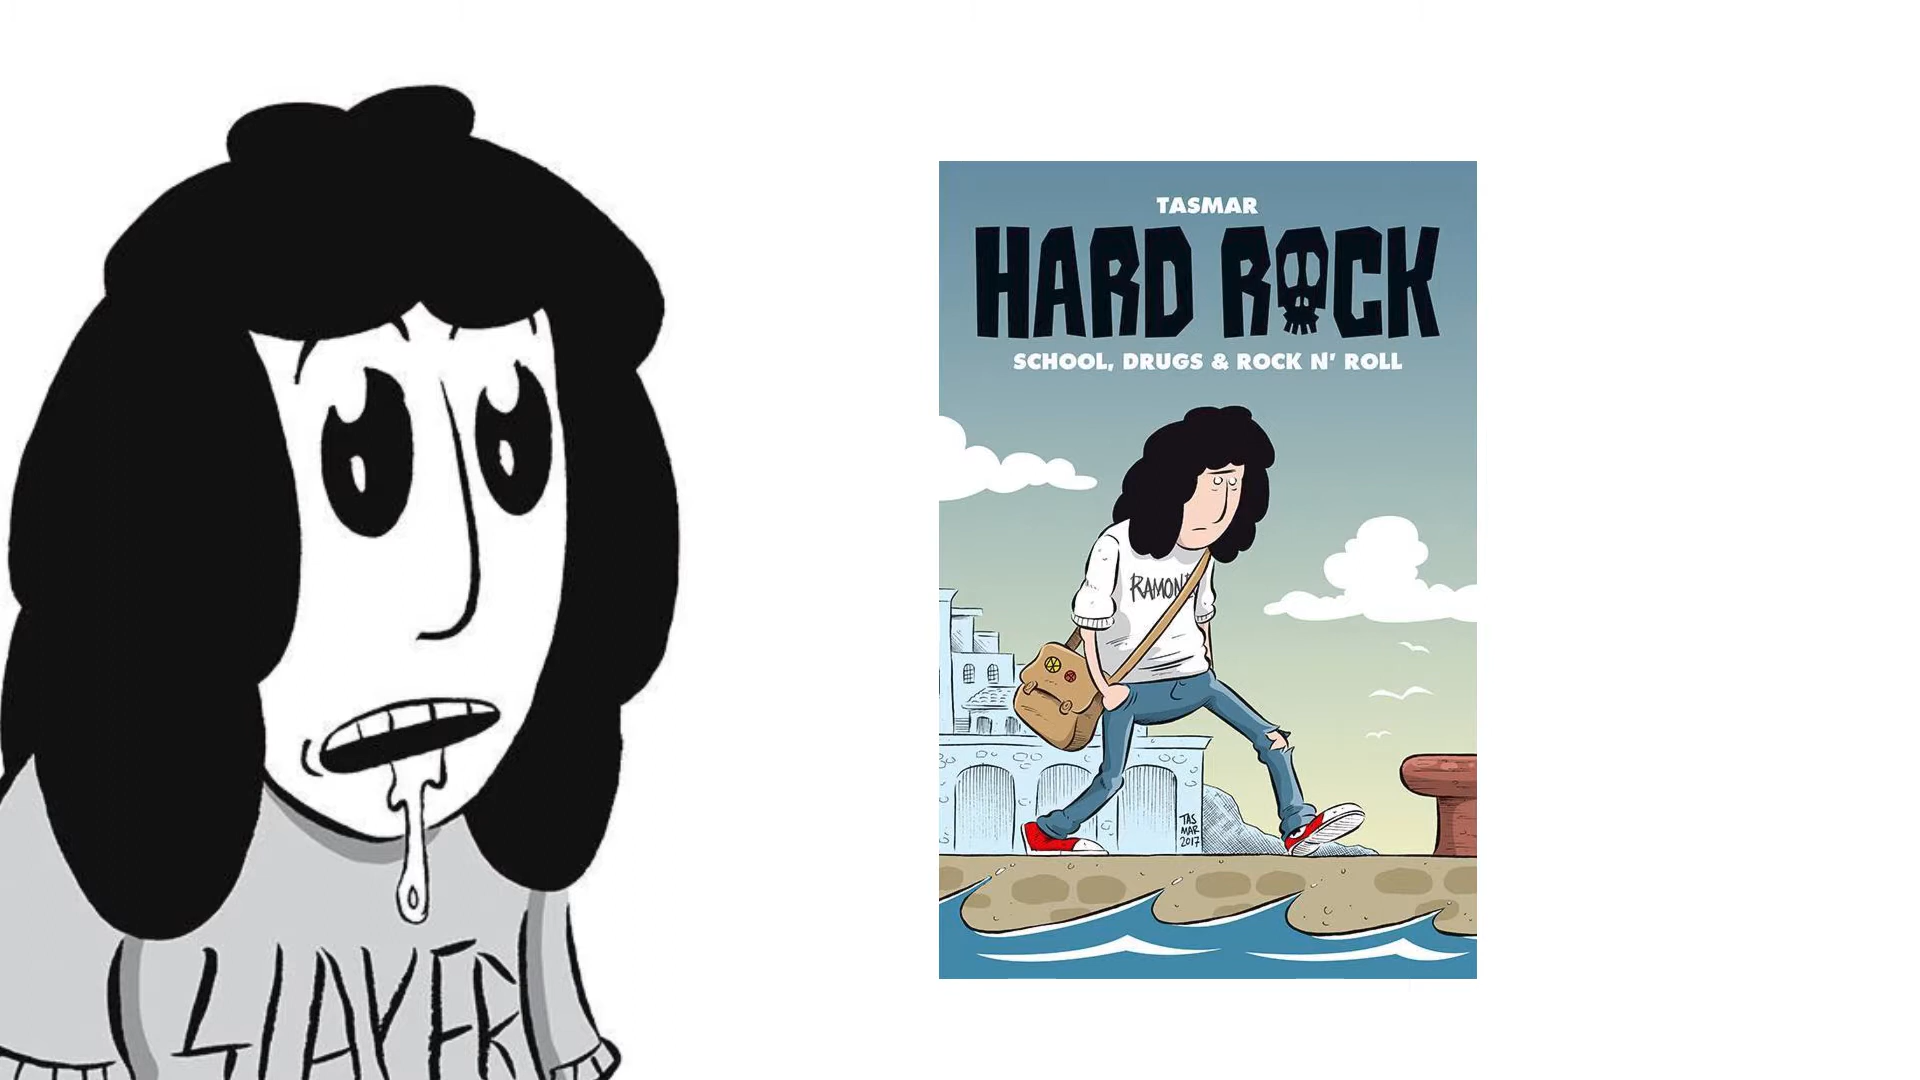 SLAYER
TASMAR
HARD ROCK
SCHOOL, DRUGS & ROCK N' ROLL
RAMONE
TAS
MAR
2017